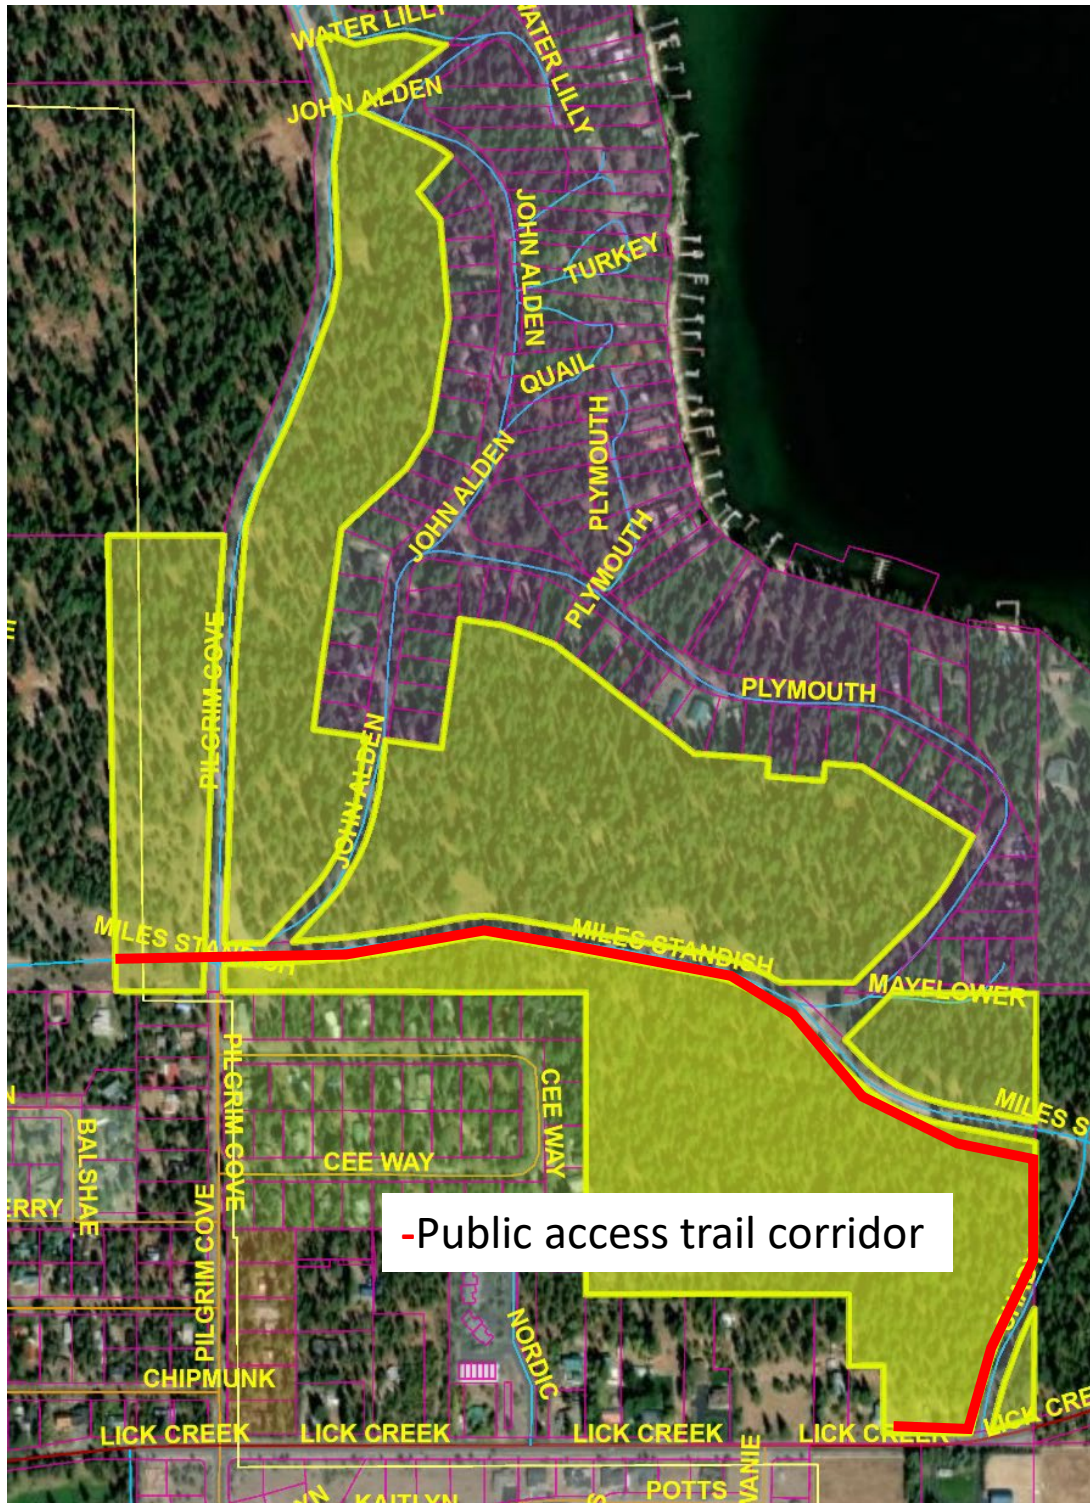 WATER LILLY
WATER LILLY
JOHN ALDEN
JOHN ALDEN
TURKEY
QUAIL
PLYMOUTH
JOHN ALDEN
PLYMOUTH
PILGRIM COVE
PLYMOUTH
JOHN ALDEN
MILES STANDISH
MILES STANDISH
MAYFLOWER
MILES S
PILGRIM COVE
CEE WAY
BALSHAE
CEE WAY
ERRY
PILGRIM COVE
-Public access trail corridor
NORDIC
CHIPMUNK
LICK CREEK
LICK CREEK
LICK CREEK
LICK CREEK
LICK CRE
POTTS
KAITLYN
WANIE